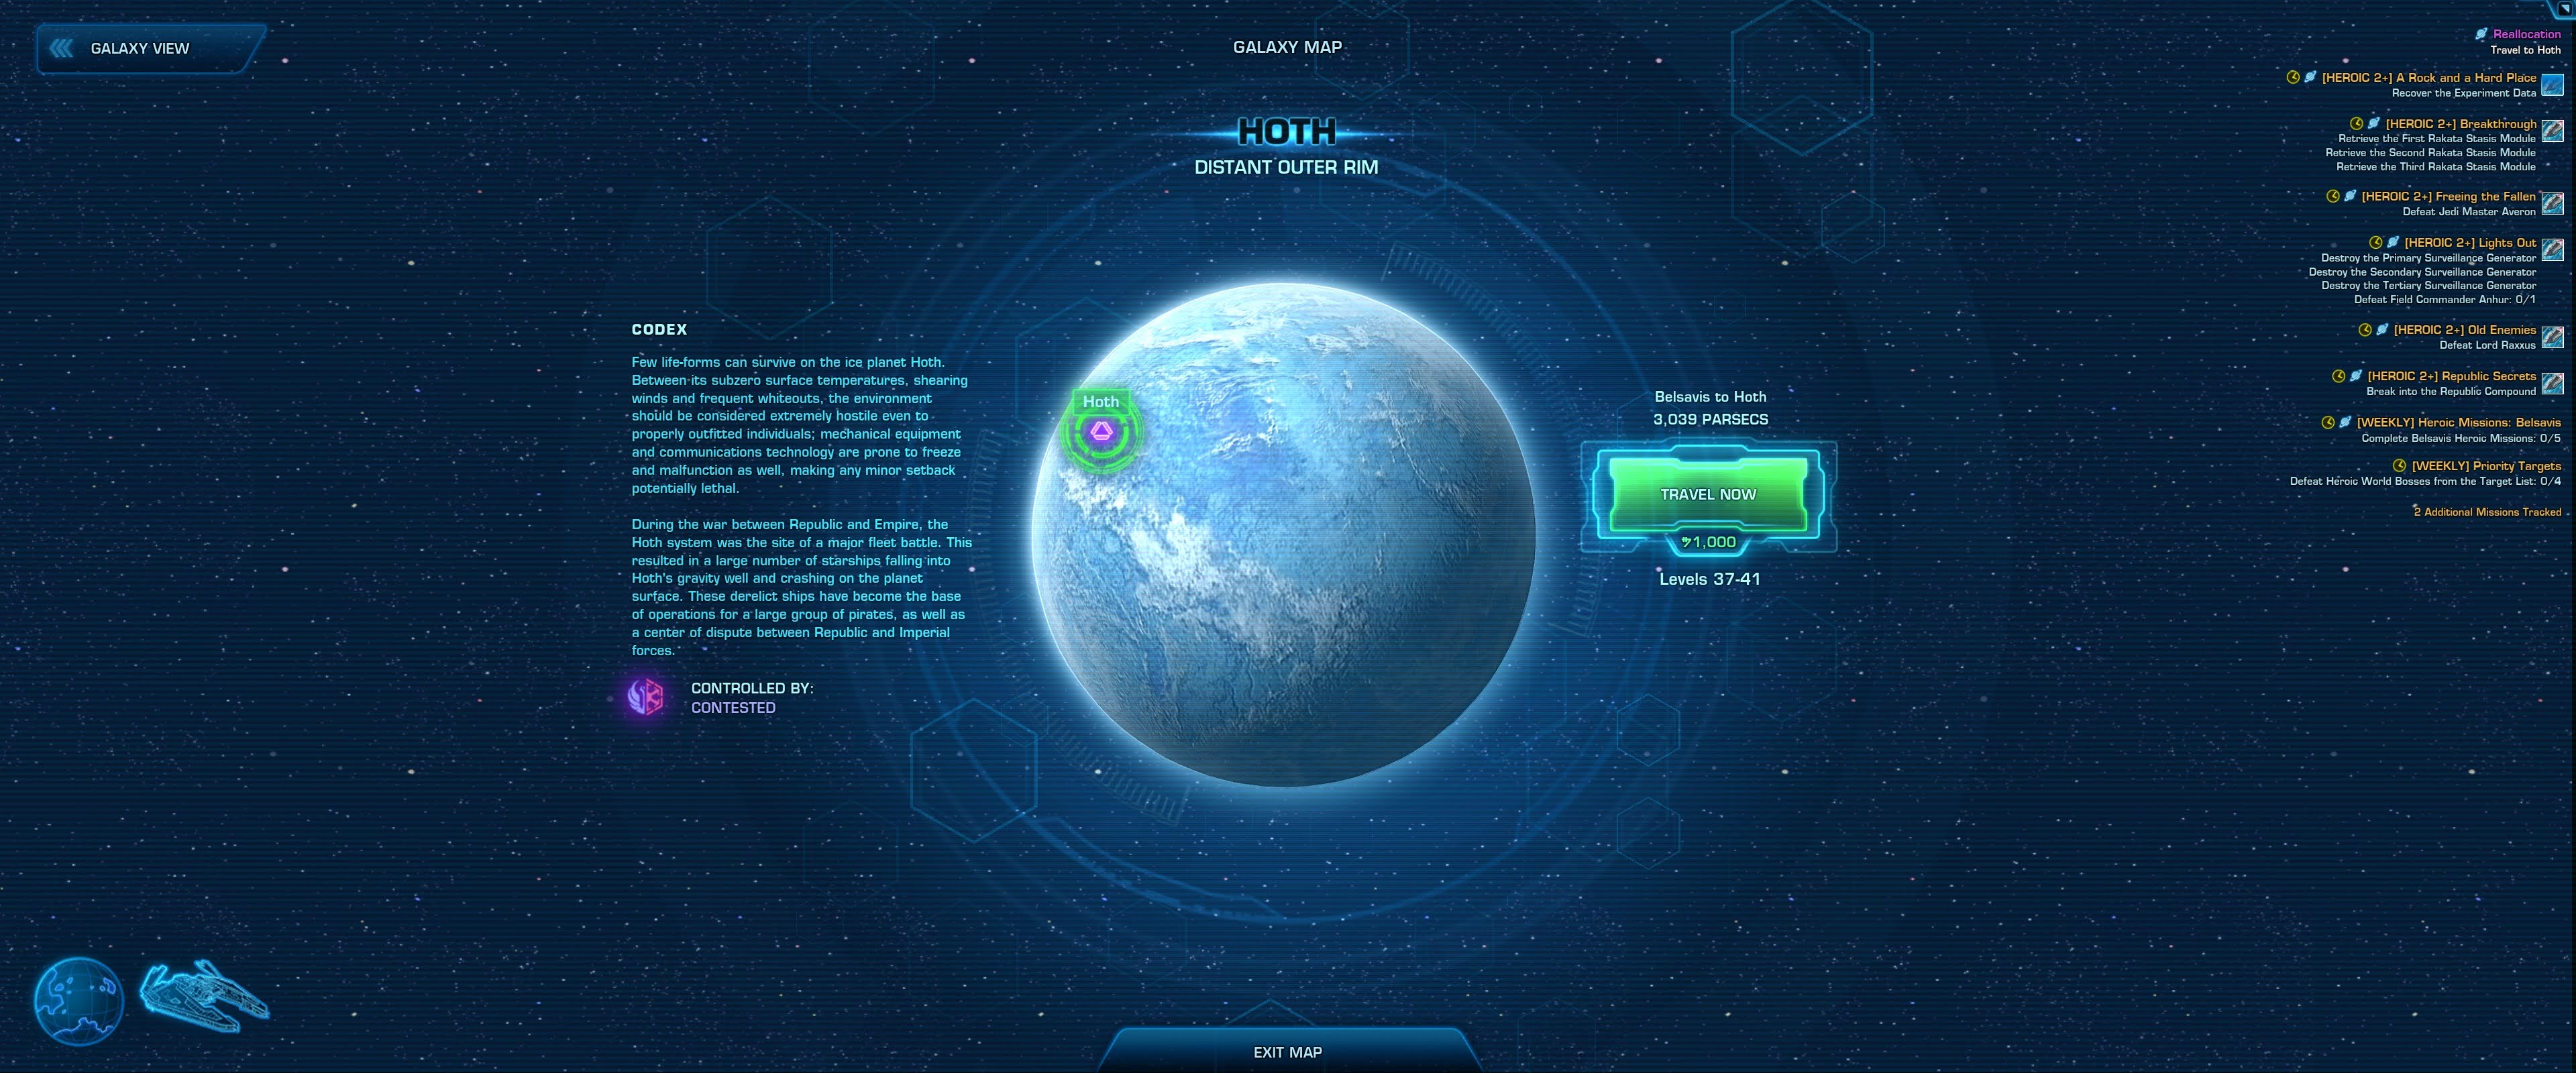 GALAXY VIEW
GALAXY MAP
HOTH
DISTANT OUTER RIM
CODEX
Few life-forms can survive on the ice planet Hoth.
Between its subzero surface temperatures, shearing
winds and frequent whiteouts, the environment
should be considered extremely hostile even to
properly outfitted individuals; mechanical equipment
and communications technology are prone to freeze
and malfunction as well, making any minor setback
potentially lethal.
During the war between Republic and Empire, the
Hoth system was the site of a major fleet battle. This
resulted in a large number of starships falling into
Hoth's gravity well and crashing on the planet
surface. These derelict ships have become the base
of operations for a large group of pirates, as well as
a center of dispute between Republic and Imperial
forces.
CONTROLLED BY:
CONTESTED
Hoth
Belsavis to Hoth
3,039 PARSECS
TRAVEL NOW
1,000
Levels 37-41
Reallocation
Travel to Hoth
[HEROIC 2+] A Rock and a Hard Place
Recover the Experiment Data
[HEROIC 2+] Breakthrough
Retrieve the First Rakata Stasis Module
Retrieve the Second Rakata Stasis Module
Retrieve the Third Rakata Stasis Module
[HEROIC 2+] Freeing the Fallen
Defeat Jedi Master Averon
[HEROIC 2+] Lights Out
Destroy the Primary Surveillance Generator
Destroy the Secondary Surveillance Generator
Destroy the Tertiary Surveillance Generator
Defeat Field Commander Anhur: 0/1
[HEROIC 2+] Old Enemies
Defeat Lord Raxxus
[HEROIC 2+] Republic Secrets
Break into the Republic Compound
[WEEKLY] Heroic Missions: Belsavis
Complete Belsavis Heroic Missions: 0/5
[WEEKLY] Priority Targets
Defeat Heroic World Bosses from the Target List: 0/4
2 Additional Missions Tracked
EXIT MAP